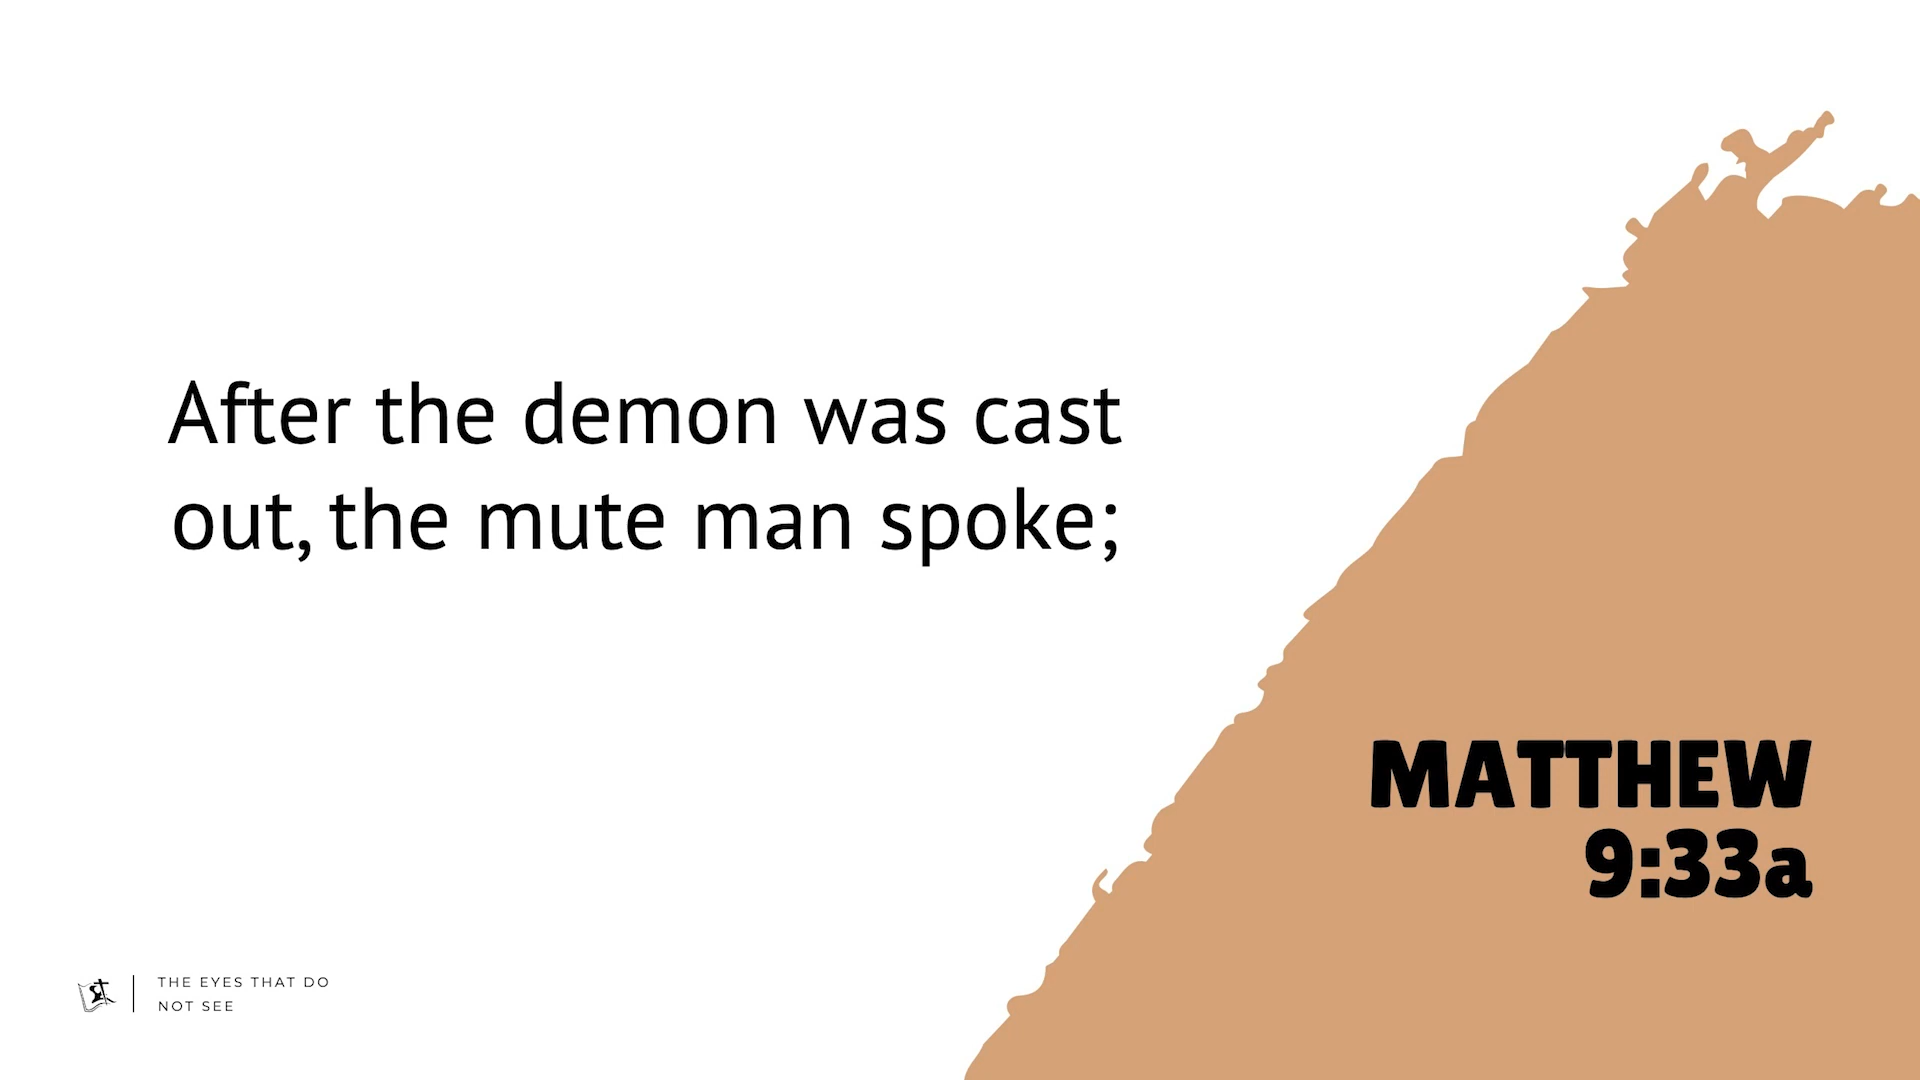 After the demon was cast
out, the mute man spoke;
MATTHEW
9:33a
THE EYES THAT DO
NOT SEE